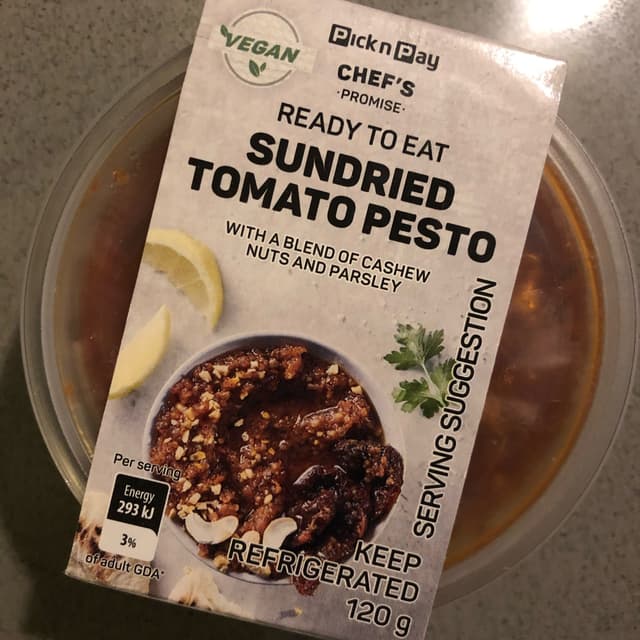 VEGAN
PicknPay
CHEF'S
·PROMISE·
READY TO EAT
SUNDRIED
TOMATO PESTO
WITH A BLEND OF CASHEW
NUTS AND PARSLEY
SERVING SUGGESTION
Per serving
Energy
293 kJ
3%
of adult GDA*
KEEP
REFRIGERATED
120 g